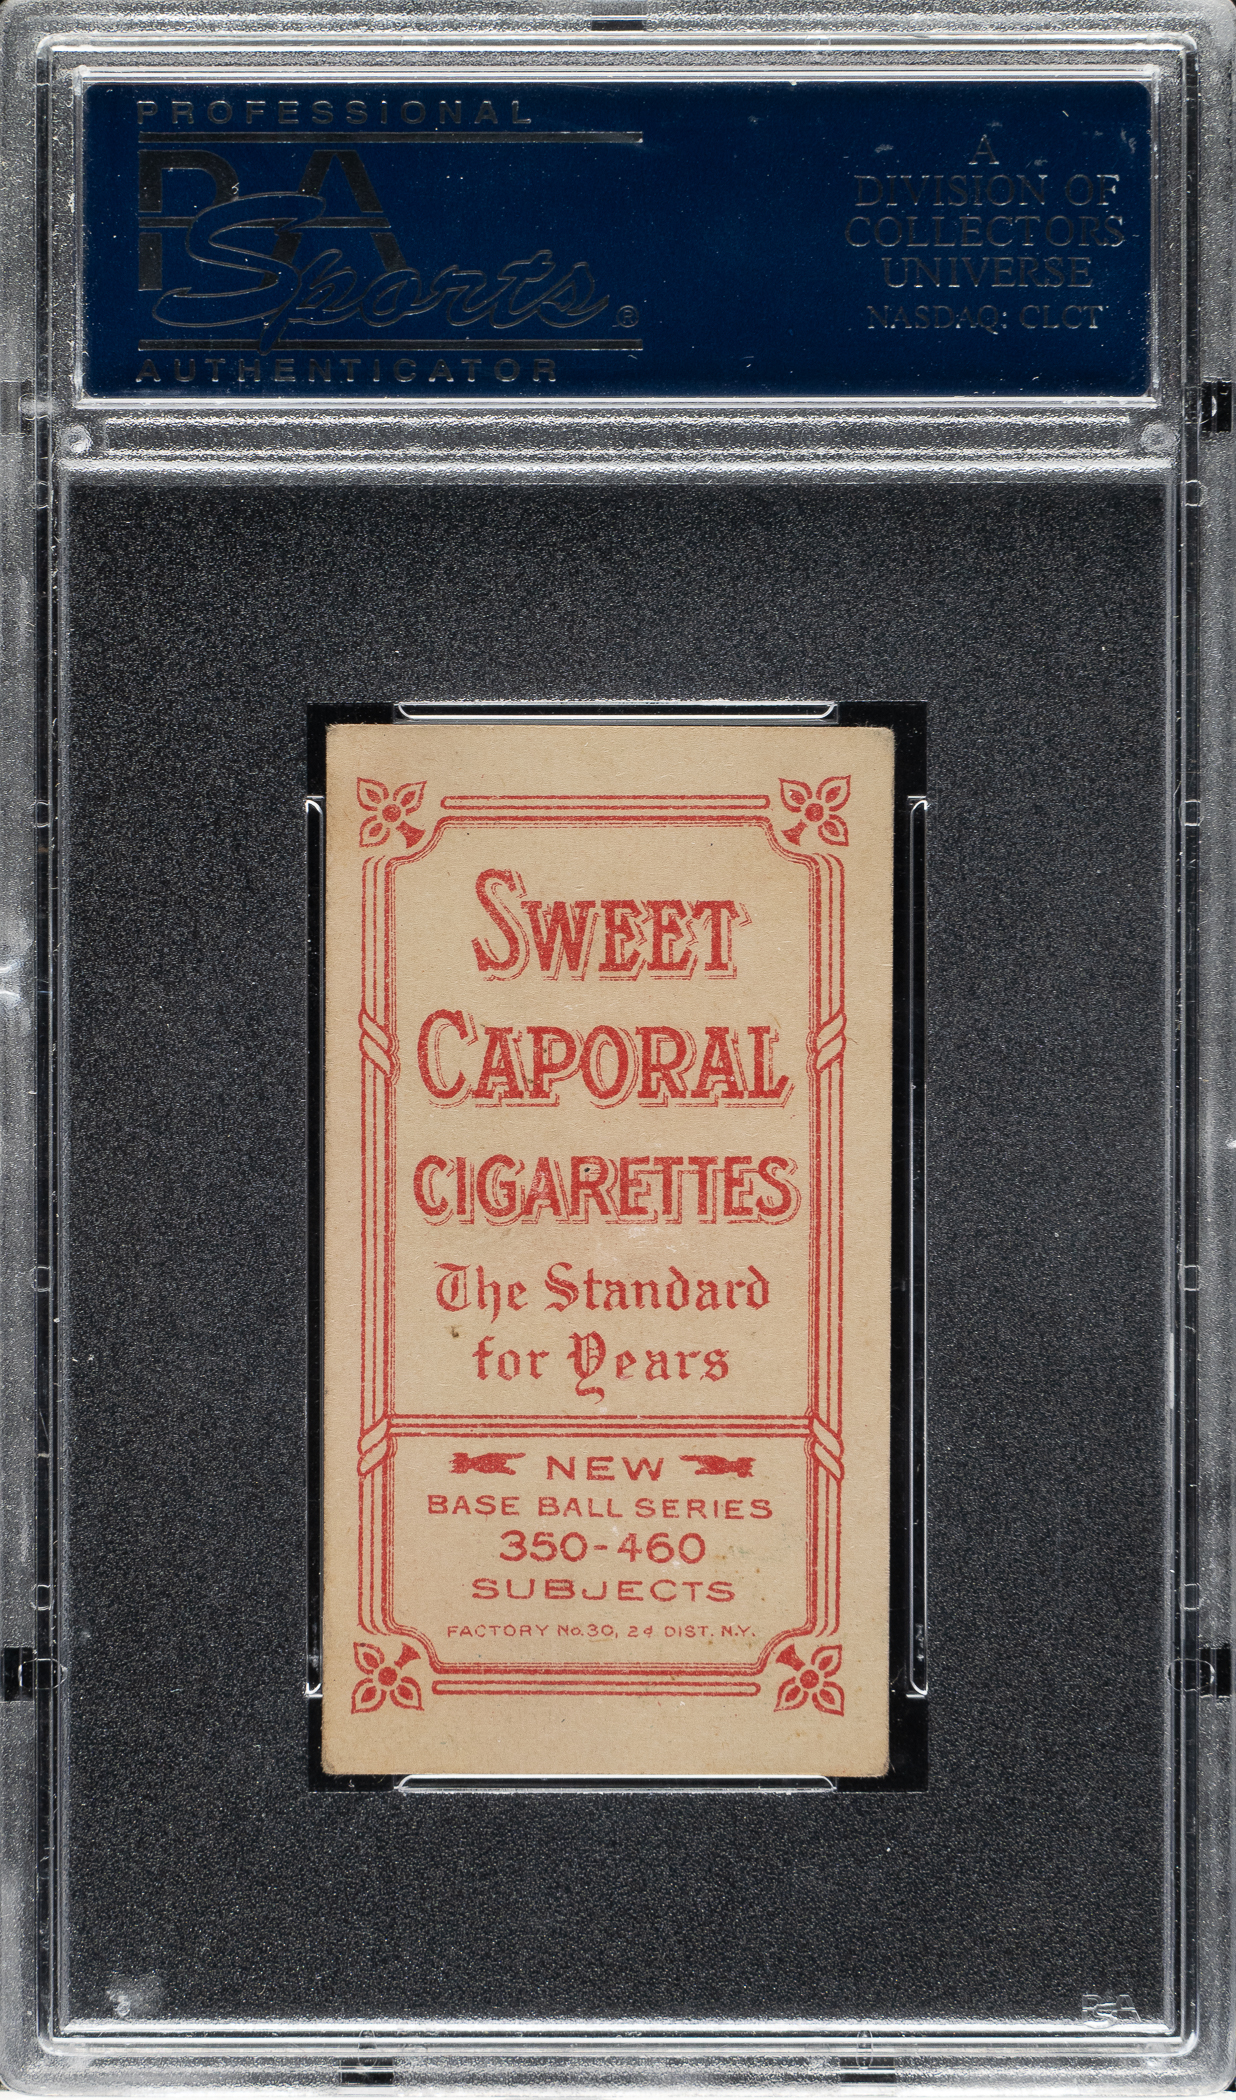 PROFESSIONAL
PSA
Sports®
AUTHENTICATOR
A
DIVISION OF
COLLECTORS
UNIVERSE
NASDAQ: CLCT
SWEET
CAPORAL
CIGARETTES
The Standard
for Years
NEW
BASE BALL SERIES
350-460
SUBJECTS
FACTORY No. 30, 2d DIST. N.Y.
PSA